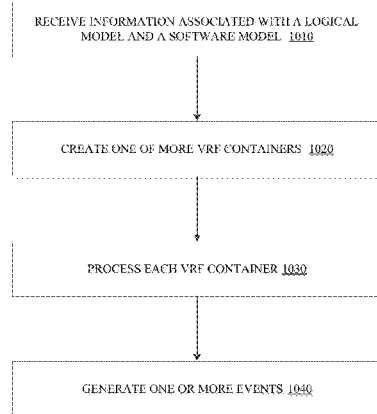 RECEIVE INFORMATION ASSOCIATED WITH A LOGICAL
MODEL AND A SOFTWARE MODEL 1010
CREATE ONE OF MORE VRF CONTAINERS 1020
PROCESS EACH VRF CONTAINER 1030
GENERATE ONE OR MORE EVENTS 1040